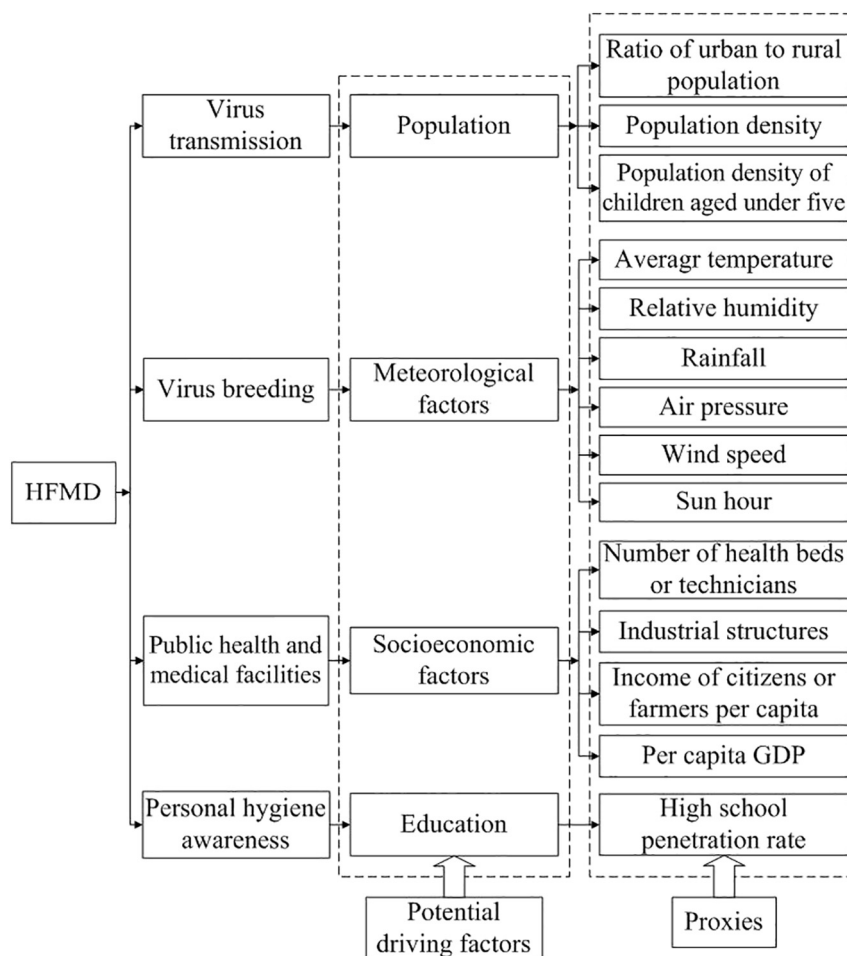 HFMD
Virus
transmission
Virus breeding
Public health and
medical facilities
Personal hygiene
awareness
Population
Meteorological
factors
Socioeconomic
factors
Education
Potential
driving factors
Ratio of urban to rural
population
Population density
Population density of
children aged under five
Averagr temperature
Relative humidity
Rainfall
Air pressure
Wind speed
Sun hour
Number of health beds
or technicians
Industrial structures
Income of citizens or
farmers per capita
Per capita GDP
High school
penetration rate
Proxies